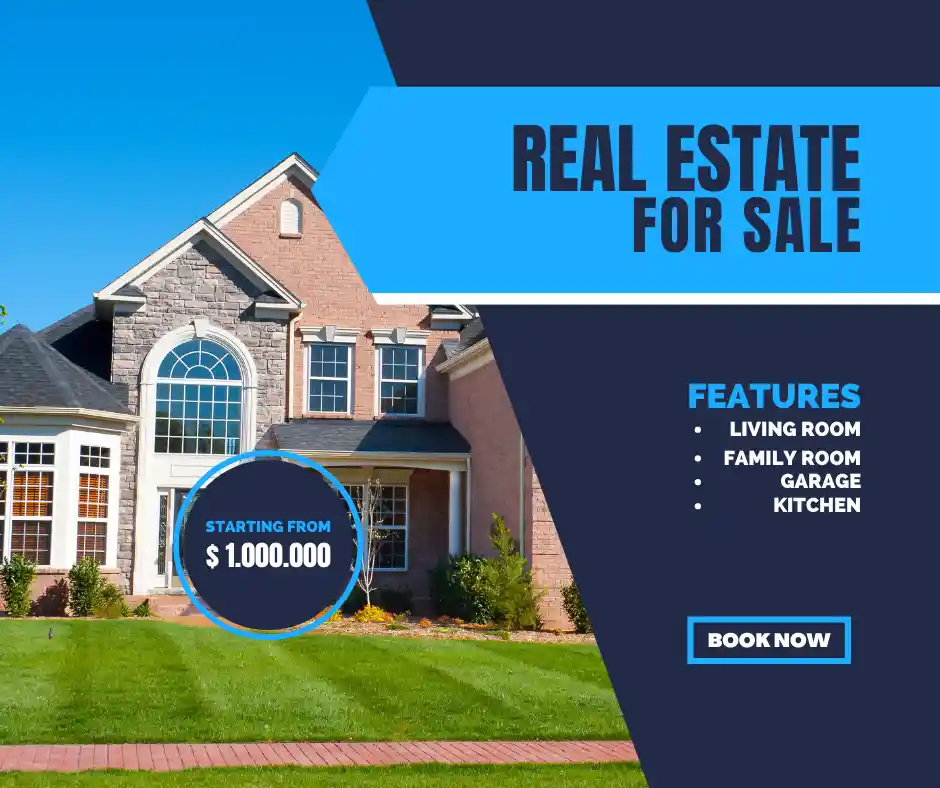 REAL ESTATE
FOR SALE
FEATURES
• LIVING ROOM
• FAMILY ROOM
• GARAGE
• KITCHEN
STARTING FROM
$ 1.000.000
BOOK NOW